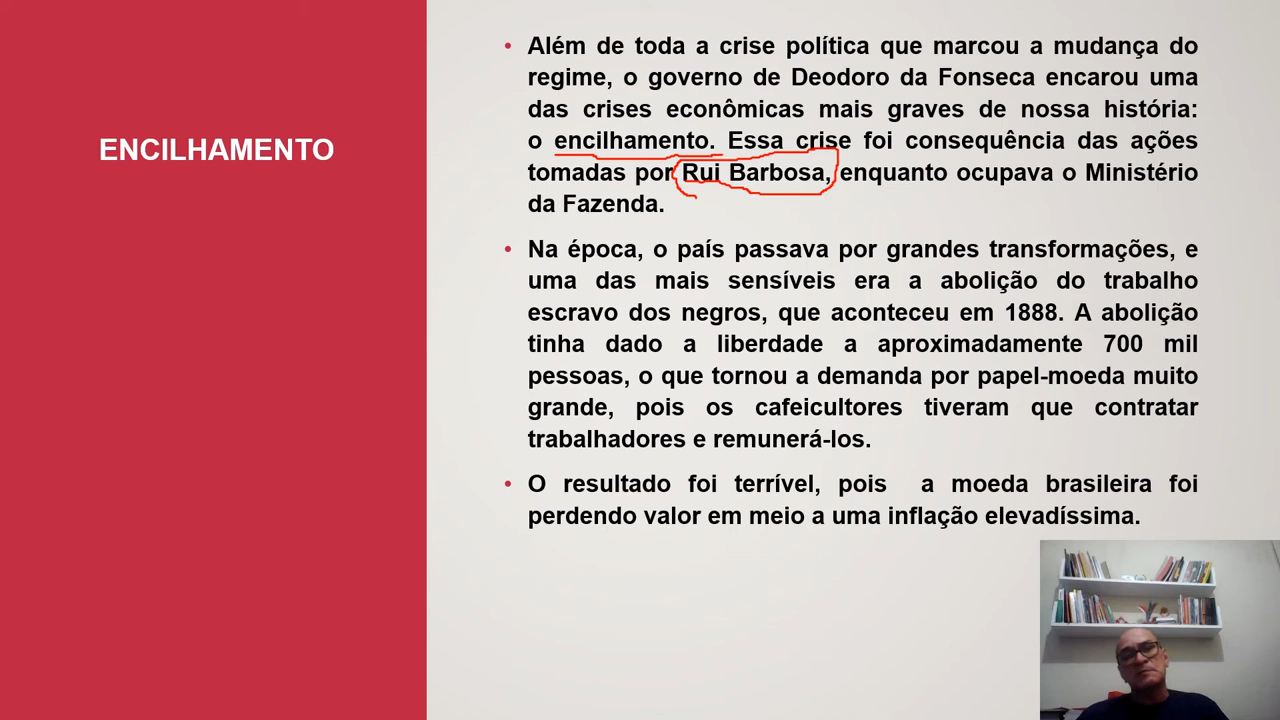 ENCILHAMENTO
• Além de toda a crise política que marcou a mudança do
regime, o governo de Deodoro da Fonseca encarou uma
das crises econômicas mais graves de nossa história:
o encilhamento. Essa crise foi consequência das ações
tomadas por Rui Barbosa, enquanto ocupava o Ministério
da Fazenda.
• Na época, o país passava por grandes transformações, e
uma das mais sensíveis era a abolição do trabalho
escravo dos negros, que aconteceu em 1888. A abolição
tinha dado a liberdade a aproximadamente 700 mil
pessoas, o que tornou a demanda por papel-moeda muito
grande, pois os cafeicultores tiveram que contratar
trabalhadores e remunerá-los.
• O resultado foi terrível, pois a moeda brasileira foi
perdendo valor em meio a uma inflação elevadíssima.